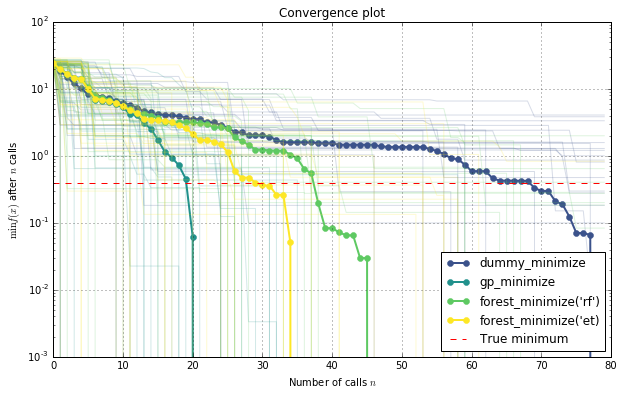 Convergence plot
10²
10¹
10⁰
10⁻¹
10⁻²
10⁻³
min f(x) after n calls
dummy_minimize
gp_minimize
forest_minimize('rf')
forest_minimize('et)
True minimum
0 10 20 30 40 50 60 70 80
Number of calls n